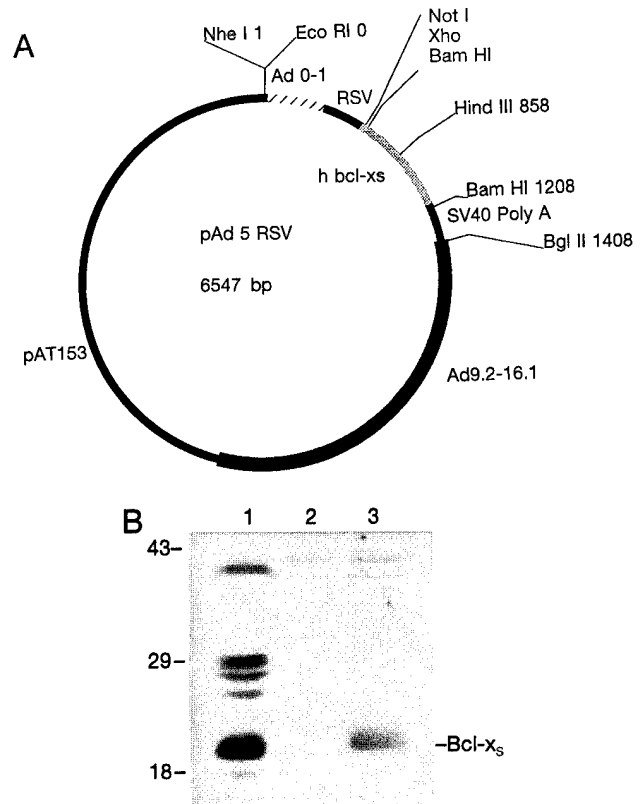 A
Nhe I 1
Eco RI 0
Not I
Xho
Bam HI
Ad 0-1
RSV
Hind III 858
h bcl-xs
Bam HI 1208
SV40 Poly A
Bgl II 1408
pAd 5 RSV
6547 bp
pAT153
Ad9.2-16.1
B
1 2 3
43–
29–
–Bcl-xs
18–